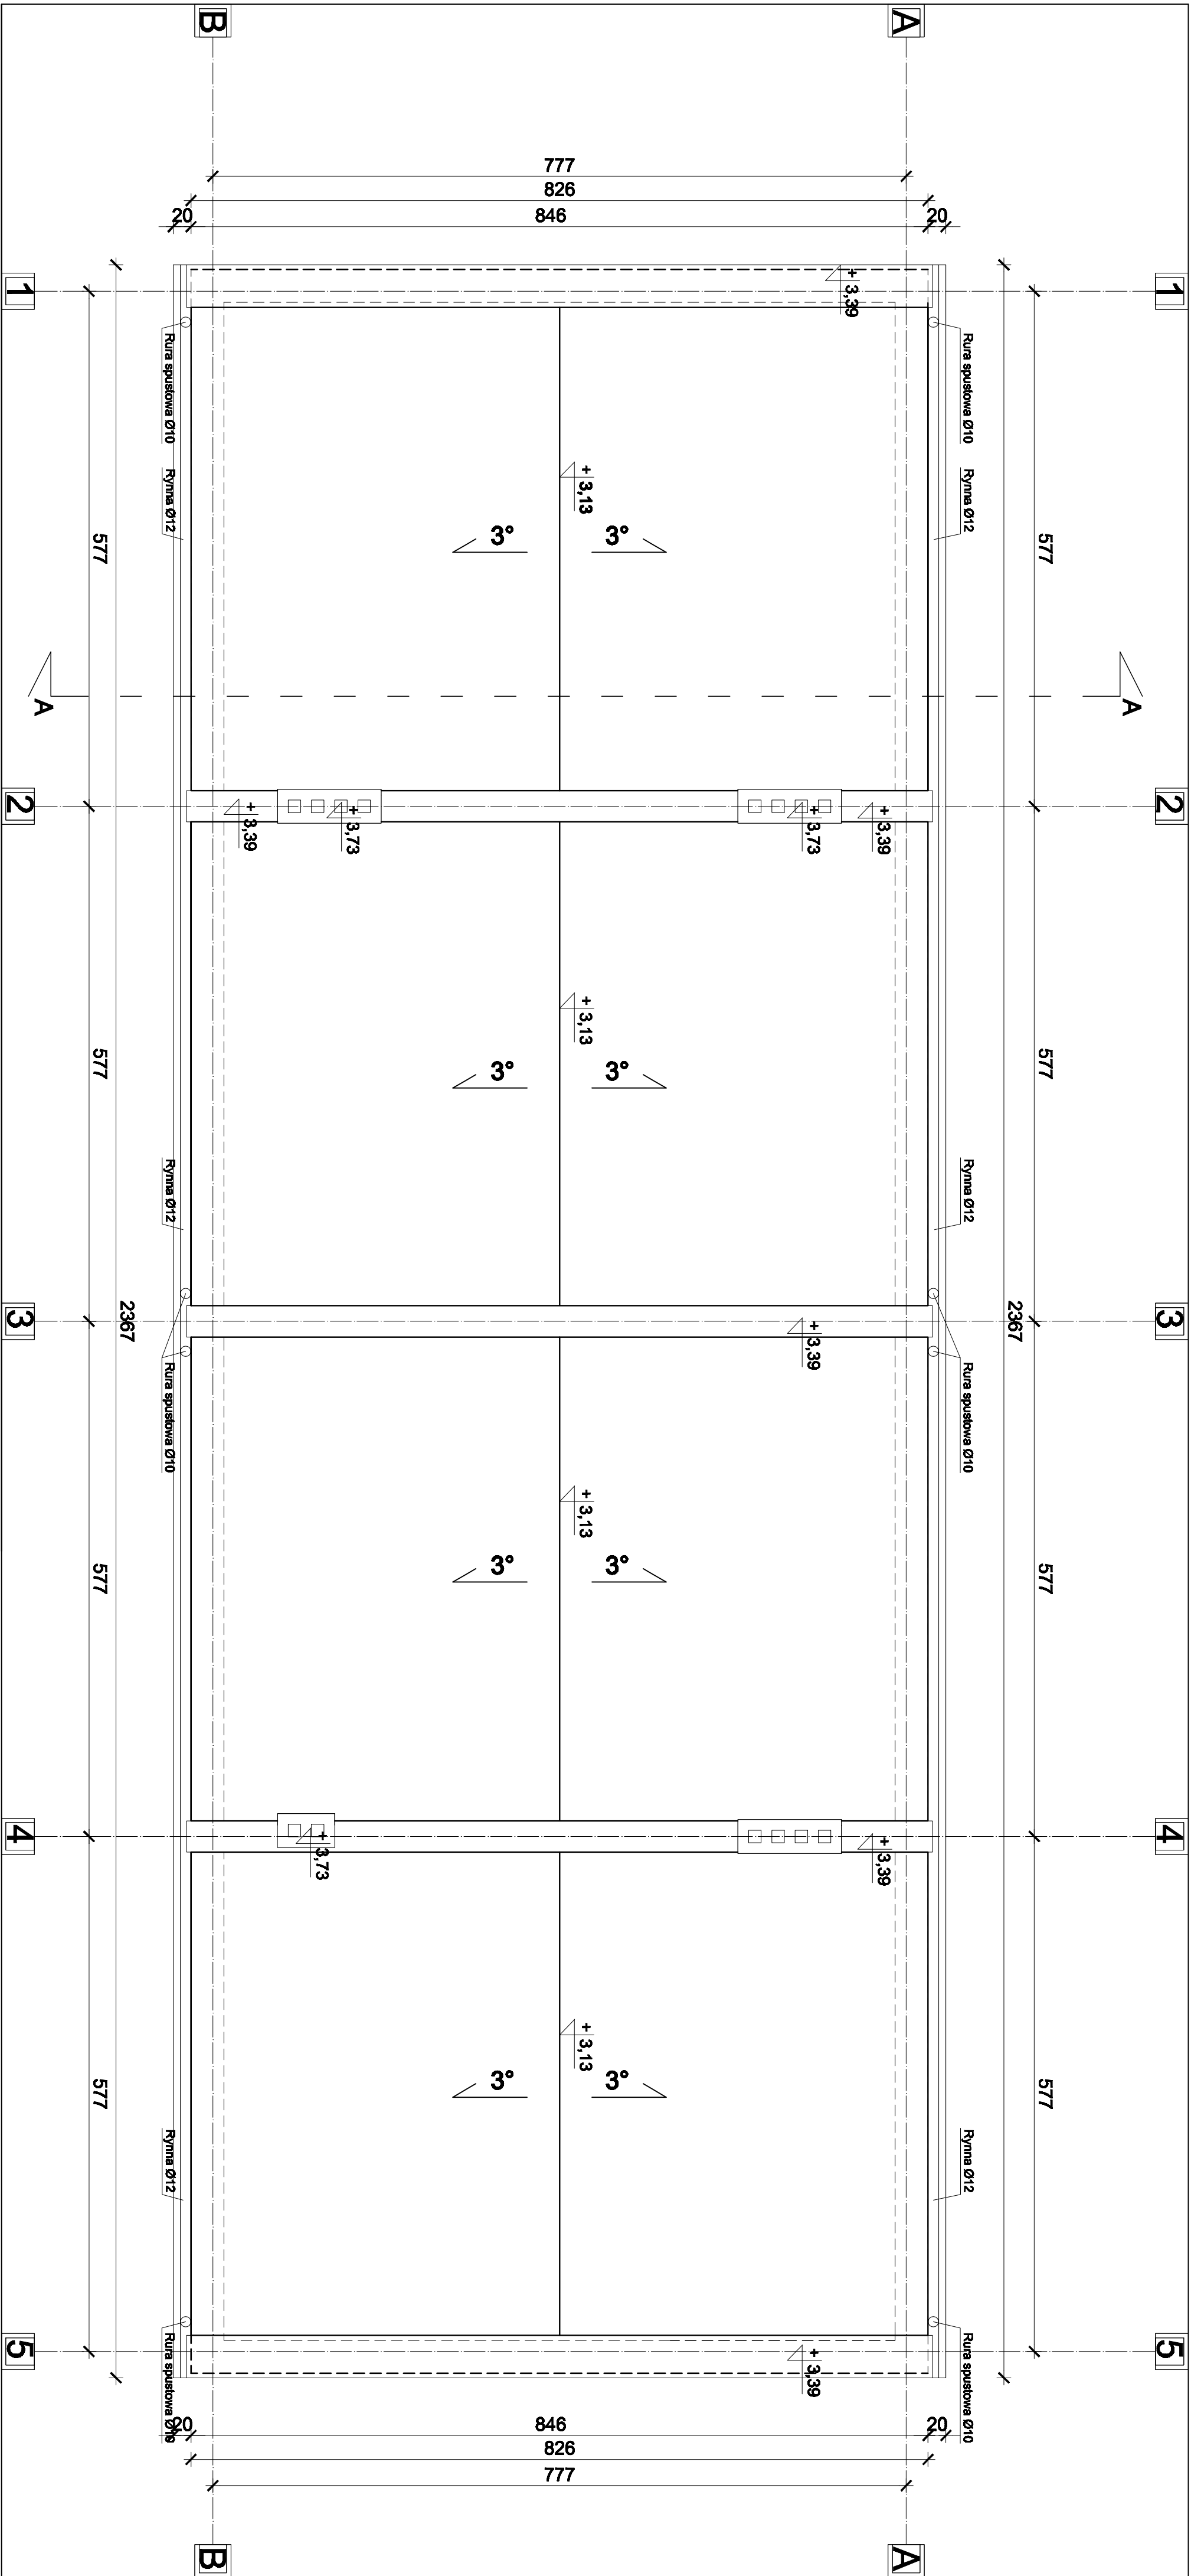 B
A
777
826
20
846
20
1
+ 3,39
1
Rura spustowa Ø10
Rura spustowa Ø10
Rynna Ø12
+ 3,13
Rynna Ø12
577
3°
3°
577
A
A
2
+ 3,39
+ 3,73
+ 3,73
+ 3,39
2
577
+ 3,13
3°
3°
577
Rynna Ø12
Rynna Ø12
3
2367
+ 3,39
2367
3
Rura spustowa Ø10
Rura spustowa Ø10
577
+ 3,13
3°
3°
577
4
+ 3,73
+ 3,39
4
577
+ 3,13
3°
3°
577
Rynna Ø12
Rynna Ø12
5
Rura spustowa Ø10
+ 3,39
Rura spustowa Ø10
5
20
846
20
826
777
B
A